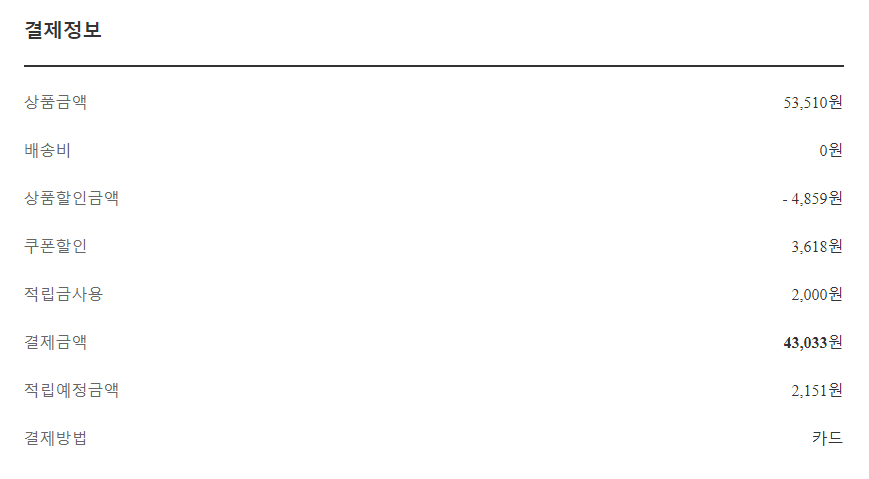 결제정보
상품금액 53,510원
배송비 0원
상품할인금액 - 4,859원
쿠폰할인 3,618원
적립금사용 2,000원
결제금액 43,033원
적립예정금액 2,151원
결제방법 카드